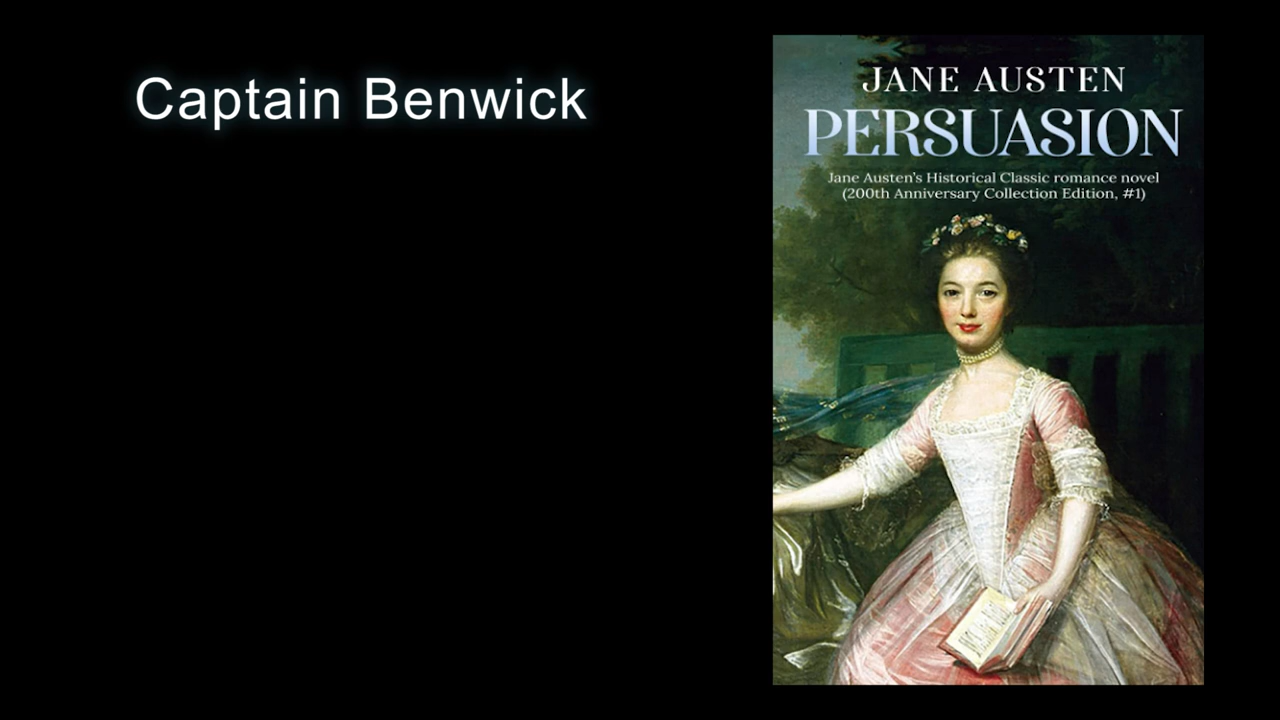 Captain Benwick
JANE AUSTEN
PERSUASION
Jane Austen's Historical Classic romance novel
(200th Anniversary Collection Edition, #1)